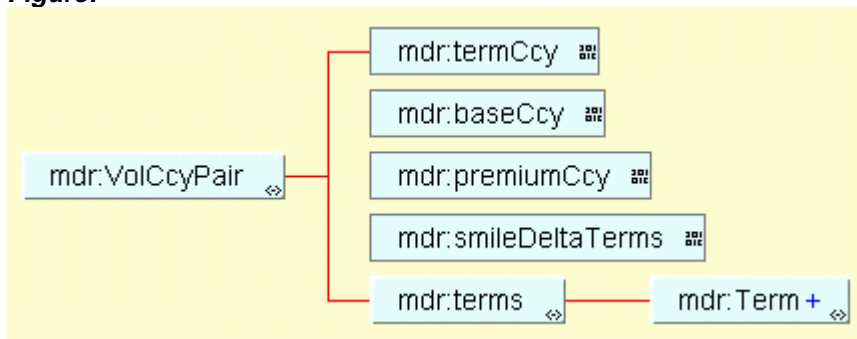 Figure.
mdr:termCcy
mdr:baseCcy
mdr:VolCcyPair
mdr:premiumCcy
mdr:smileDeltaTerms
mdr:terms
mdr:Term +